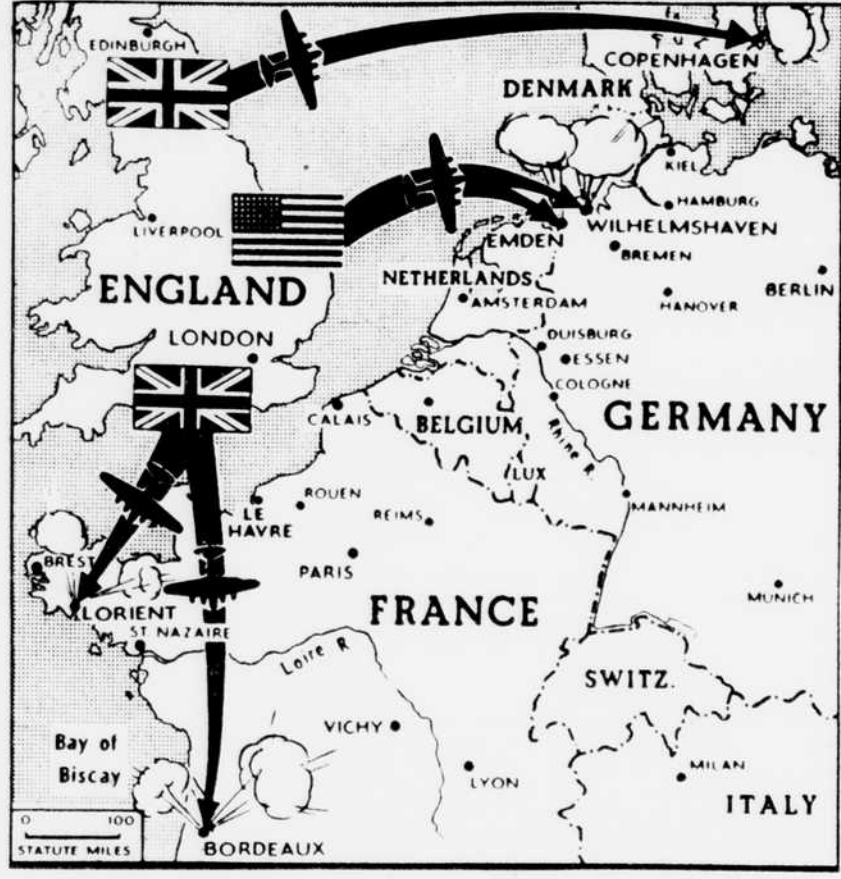 EDINBURGH
COPENHAGEN
DENMARK
KIEL
HAMBURG
LIVERPOOL
WILHELMSHAVEN
EMDEN
BREMEN
NETHERLANDS
ENGLAND
BERLIN
AMSTERDAM
HANOVER
LONDON
DUISBURG
ESSEN
COLOGNE
CALAIS
BELGIUM
GERMANY
Rhine R.
LUX
ROUEN
LE
HAVRE
REIMS
MANNHEIM
BREST
PARIS
LORIENT
FRANCE
MUNICH
ST. NAZAIRE
Loire R
SWITZ.
VICHY
Bay of
Biscay
LYON
MILAN
ITALY
0 100
STATUTE MILES
BORDEAUX